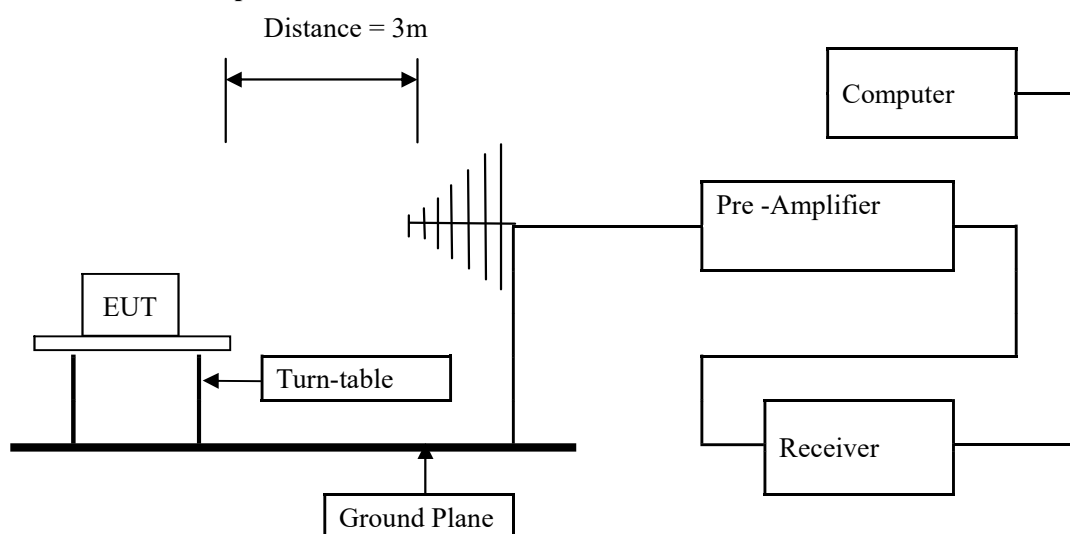 Distance = 3m
Computer
Pre -Amplifier
EUT
Turn-table
Receiver
Ground Plane